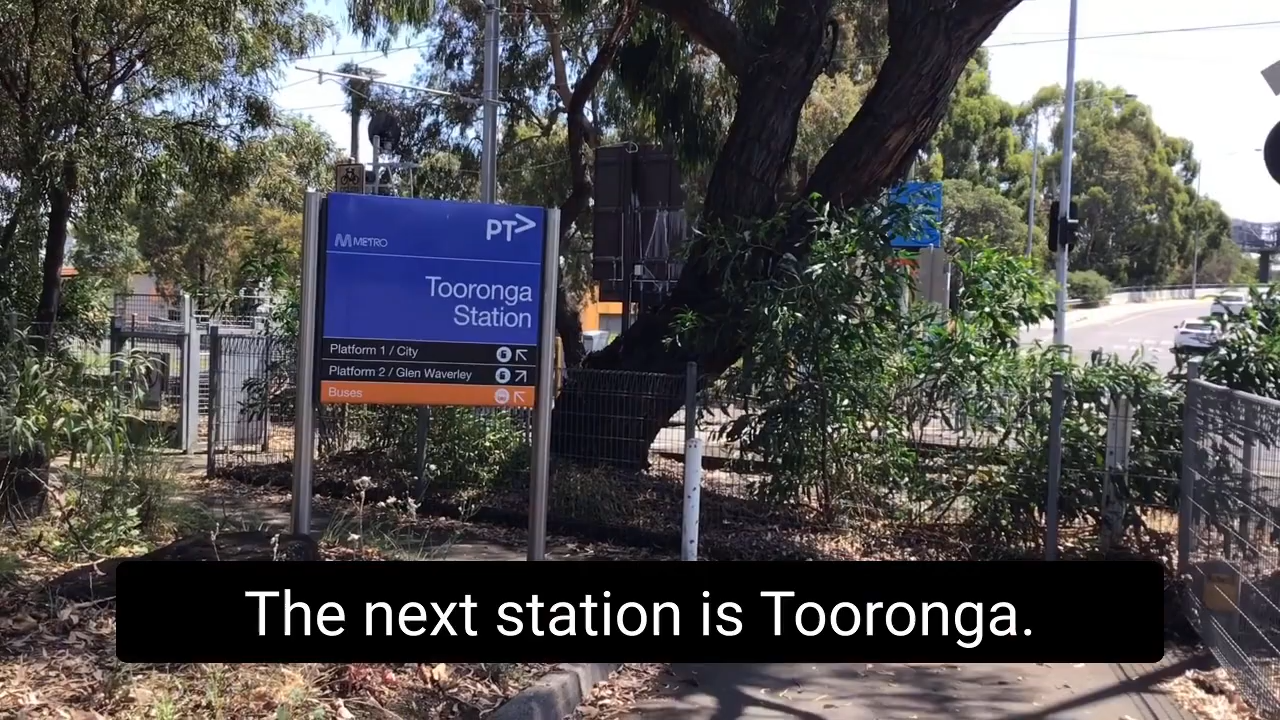 PT>
METRO
Tooronga
Station
Platform 1 / City
Platform 2 / Glen Waverley
Buses
The next station is Tooronga.